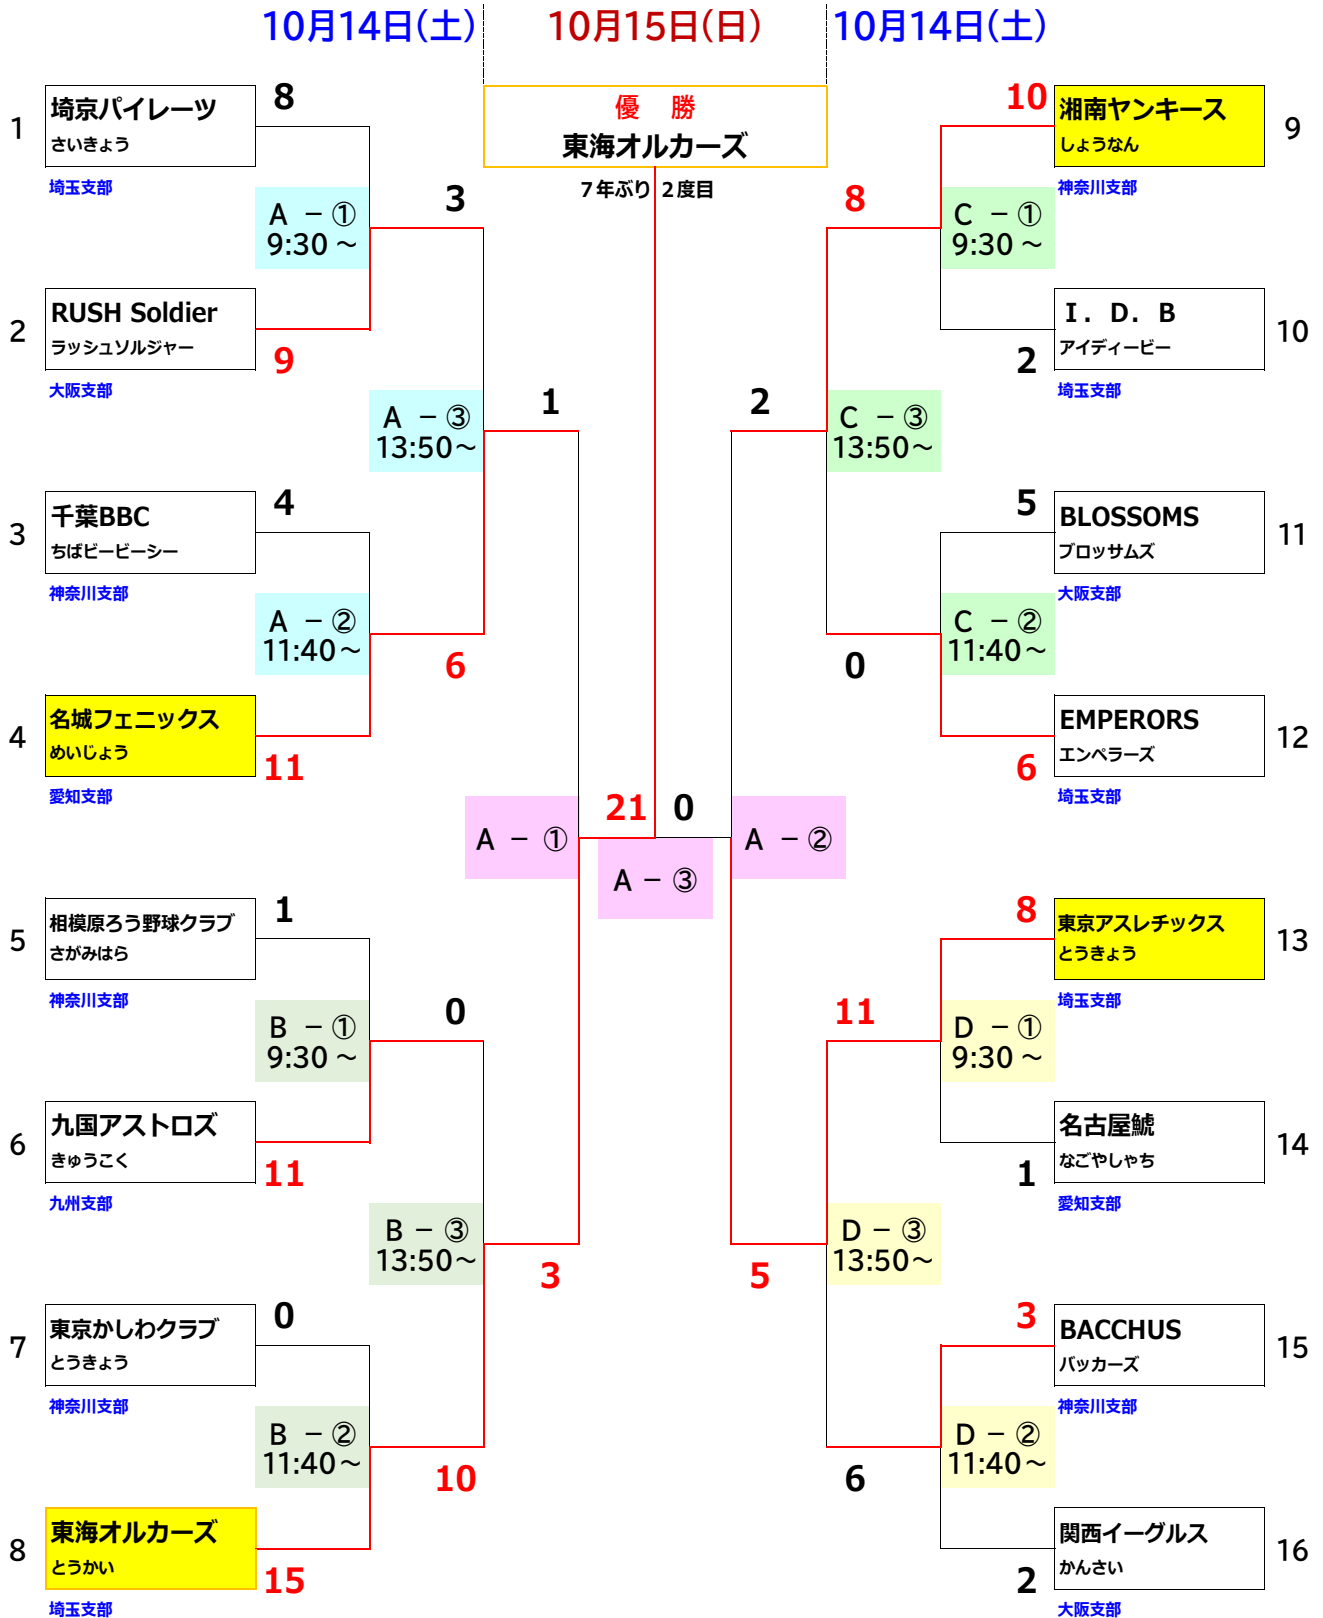 10月14日(土)
10月15日(日)
10月14日(土)
優　勝
東海オルカーズ
7年ぶり 2度目
1
埼京パイレーツ
さいきょう
埼玉支部
8
A － ①
9:30 ～
3
2
RUSH Soldier
ラッシュソルジャー
大阪支部
9
A － ③
13:50～
1
3
千葉BBC
ちばビービーシー
神奈川支部
4
A － ②
11:40～
6
4
名城フェニックス
めいじょう
愛知支部
11
A － ①
21
0
A － ③
A － ②
5
相模原ろう野球クラブ
さがみはら
神奈川支部
1
B － ①
9:30 ～
0
6
九国アストロズ
きゅうこく
九州支部
11
B － ③
13:50～
3
7
東京かしわクラブ
とうきょう
神奈川支部
0
B － ②
11:40～
10
8
東海オルカーズ
とうかい
埼玉支部
15
10
湘南ヤンキース
しょうなん
神奈川支部
9
8
C － ①
9:30 ～
I．D．B
アイディービー
埼玉支部
10
2
2
C － ③
13:50～
5
BLOSSOMS
ブロッサムズ
大阪支部
11
C － ②
11:40～
0
EMPERORS
エンペラーズ
埼玉支部
12
6
8
東京アスレチックス
とうきょう
埼玉支部
13
11
D － ①
9:30 ～
名古屋鯱
なごやしゃち
愛知支部
14
1
5
D － ③
13:50～
3
BACCHUS
バッカーズ
神奈川支部
15
D － ②
11:40～
6
関西イーグルス
かんさい
大阪支部
16
2